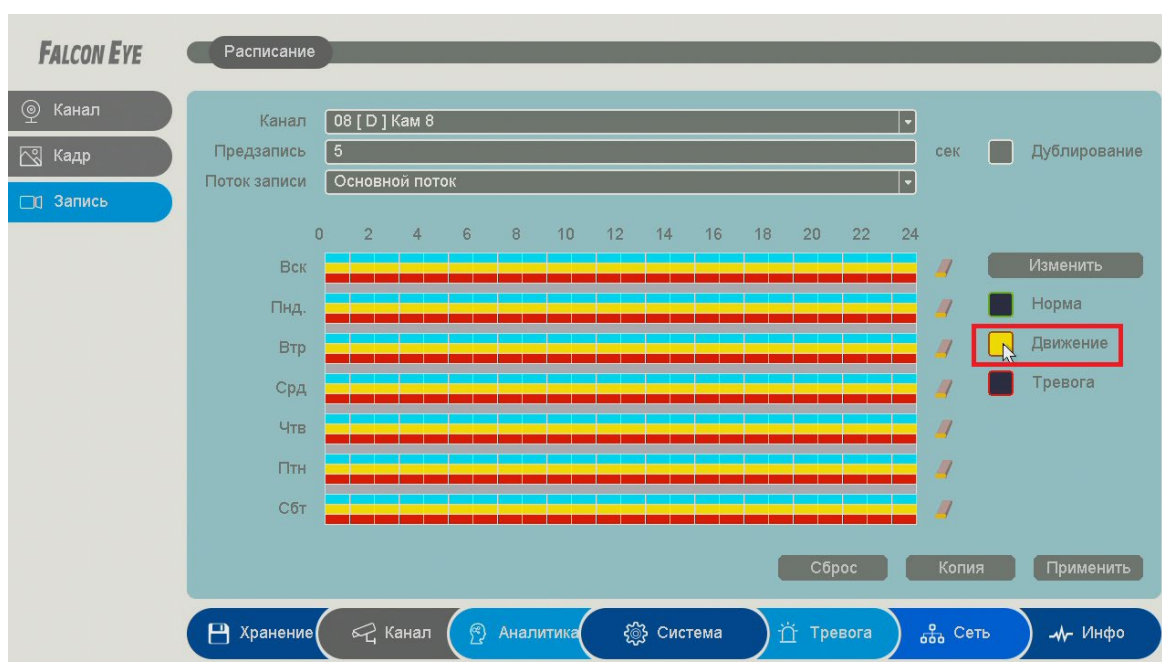 FALCON EYE
Расписание
Канал
Кадр
Запись
Канал 08 [ D ] Кам 8
Предзапись 5 сек Дублирование
Поток записи Основной поток
0 2 4 6 8 10 12 14 16 18 20 22 24
Вск Изменить
Пнд. Норма
Втр Движение
Срд Тревога
Чтв
Птн
Сбт
Сброс Копия Применить
Хранение Канал Аналитика Система Тревога Сеть Инфо